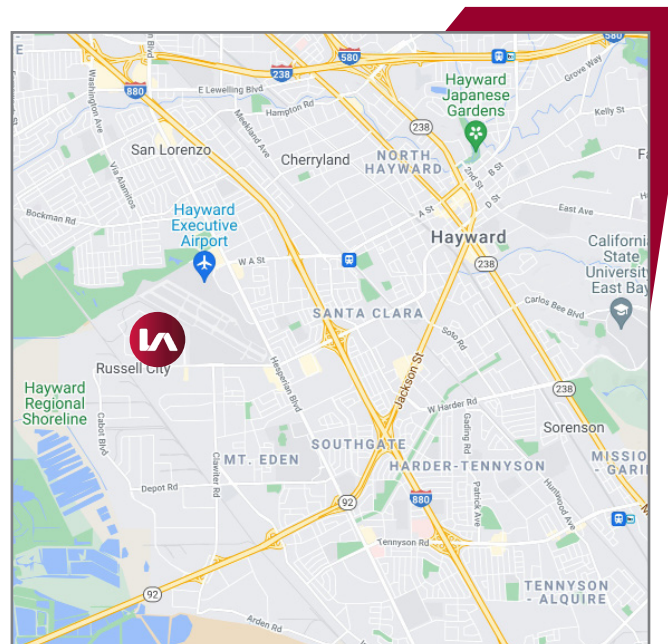 580
580
238
880
E
lvd
E Lewelling Blvd
Washington Ave
Hampton Rd
Meekland Ave
Grove Way
Hayward
Japanese
Gardens
Kelly St
238
San Lorenzo
Cherryland
NORTH
HAYWARD
2nd St
B St
Via Alamitos
A St
D St
Bockman Rd
Hayward
Executive
Airport
East Ave
Hayward
California
State
University
East Bay
W A St
238
Carlos Bee Blvd
SANTA CLARA
Soto Rd
LA
Russell City
Hesperian Blvd
Jackson St
Hayward
Regional
Shoreline
Cabot Blvd
W Harder Rd
238
Gading Rd
Sorenson
SOUTHGATE
Clawiter Rd
MT. EDEN
HARDER-TENNYSON
MISSIO
- GARI
Depot Rd
92
880
Patrick Ave
Huntwood Ave
M
Tennyson Rd
92
TENNYSON
- ALQUIRE
Arden Rd